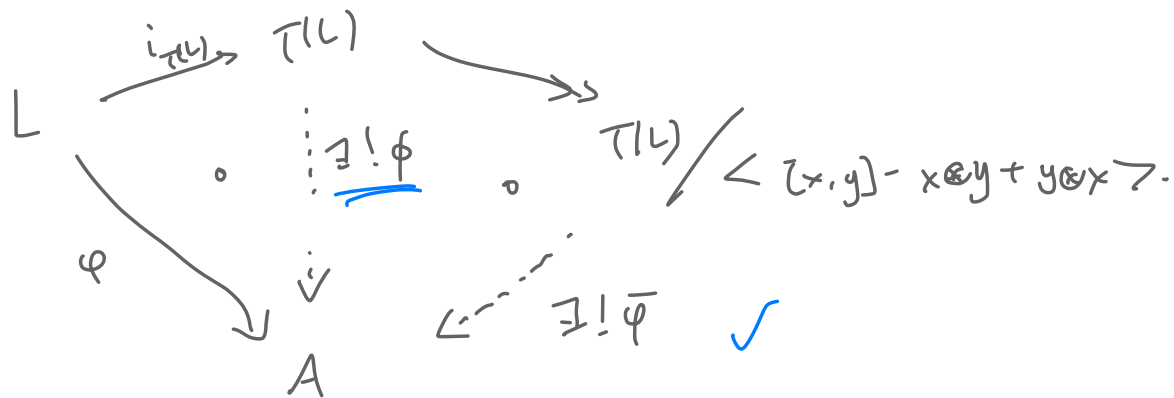 i_{T(L)}
T(L)
L
∃!ϕ
T(L) / < [x,y] - x⊗y + y⊗x >.
φ
∃!φ̄
A